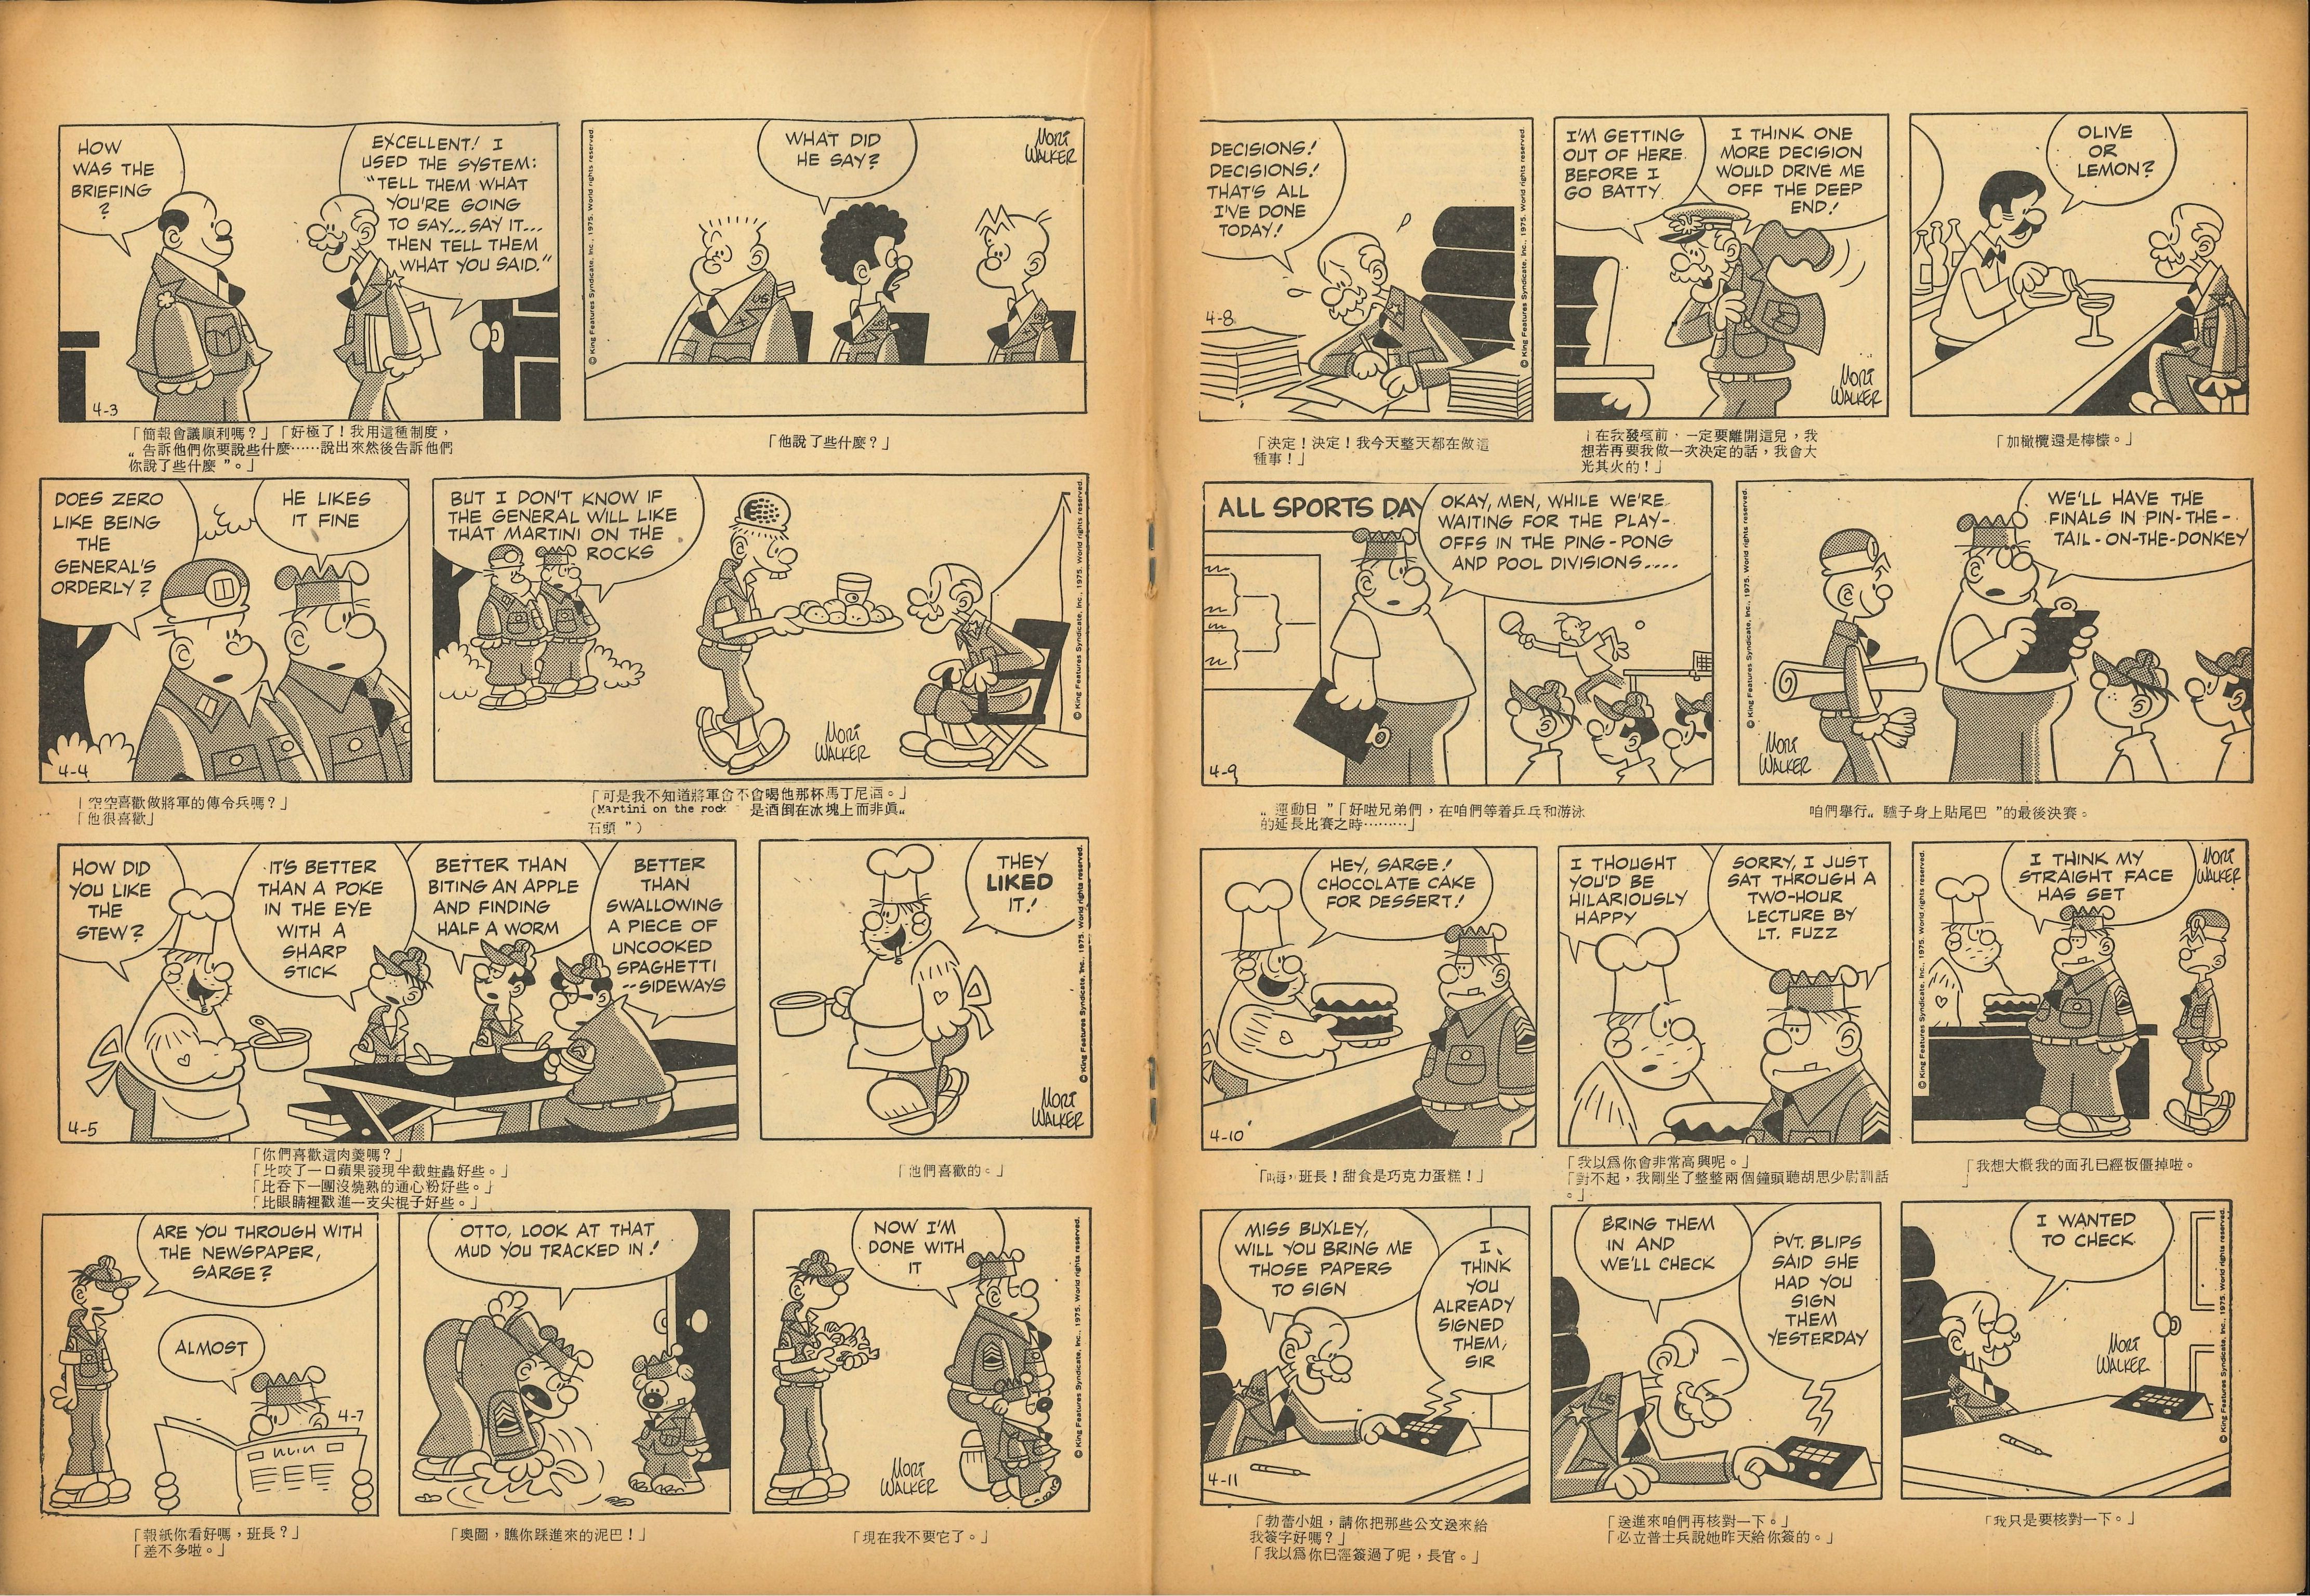 HOW
WAS THE
BRIEFING
?
EXCELLENT! I
USED THE SYSTEM:
"TELL THEM WHAT
YOU'RE GOING
TO SAY...SAY IT...
THEN TELL THEM
WHAT YOU SAID."
4-3
「簡報會議順利嗎？」「好極了！我用這種制度，
"告訴他們你要說些什麼……說出來然後告訴他們
你說了些什麼"。」
© King Features Syndicate, Inc., 1975. World rights reserved.
WHAT DID
HE SAY?
MORT
WALKER
「他說了些什麼？」
DOES ZERO
LIKE BEING
THE
GENERAL'S
ORDERLY?
HE LIKES
IT FINE
4-4
「空空喜歡做將軍的傳令兵嗎？」
「他很喜歡」
BUT I DON'T KNOW IF
THE GENERAL WILL LIKE
THAT MARTINI ON THE
ROCKS
MORT
WALKER
© King Features Syndicate, Inc., 1975. World rights reserved.
「可是我不知道將軍會不會喝他那杯馬丁尼酒。」
(Martini on the rock 是酒倒在冰塊上而非眞"
石頭")
HOW DID
YOU LIKE
THE
STEW?
IT'S BETTER
THAN A POKE
IN THE EYE
WITH A
SHARP
STICK
BETTER THAN
BITING AN APPLE
AND FINDING
HALF A WORM
BETTER
THAN
SWALLOWING
A PIECE OF
UNCOOKED
SPAGHETTI
--SIDEWAYS
4-5
「你們喜歡這肉羹嗎？」
「比咬了一口蘋果發現半截蛀蟲好些。」
「比吞下一團沒燒熟的通心粉好些。」
「比眼睛裡戳進一支尖棍子好些。」
THEY
LIKED
IT!
MORT
WALKER
© King Features Syndicate, Inc., 1975. World rights reserved.
「他們喜歡的。」
ARE YOU THROUGH WITH
THE NEWSPAPER,
SARGE?
ALMOST
4-7
「報紙你看好嗎，班長？」
「差不多啦。」
OTTO, LOOK AT THAT
MUD YOU TRACKED IN!
「奧圖，瞧你踩進來的泥巴！」
NOW I'M
DONE WITH
IT
MORT
WALKER
© King Features Syndicate, Inc., 1975. World rights reserved.
「現在我不要它了。」
DECISIONS!
DECISIONS!
THAT'S ALL
I'VE DONE
TODAY!
4-8
© King Features Syndicate, Inc., 1975. World rights reserved.
「決定！決定！我今天整天都在做這
種事！」
I'M GETTING
OUT OF HERE
BEFORE I
GO BATTY
I THINK ONE
MORE DECISION
WOULD DRIVE ME
OFF THE DEEP
END!
MORT
WALKER
「在我發瘋前，一定要離開這兒，我
想若再要我做一次決定的話，我會大
光其火的！」
OLIVE
OR
LEMON?
「加橄欖還是檸檬。」
ALL SPORTS DAY
OKAY, MEN, WHILE WE'RE
WAITING FOR THE PLAY-
OFFS IN THE PING-PONG
AND POOL DIVISIONS....
4-9
"運動日"「好啦兄弟們，在咱們等着乒乓和游泳
的延長比賽之時………」
© King Features Syndicate, Inc., 1975. World rights reserved.
WE'LL HAVE THE
FINALS IN PIN-THE-
TAIL-ON-THE-DONKEY
MORT
WALKER
咱們舉行"驢子身上貼尾巴"的最後決賽。
HEY, SARGE!
CHOCOLATE CAKE
FOR DESSERT!
4-10
「嗨，班長！甜食是巧克力蛋糕！」
I THOUGHT
YOU'D BE
HILARIOUSLY
HAPPY
SORRY, I JUST
SAT THROUGH A
TWO-HOUR
LECTURE BY
LT. FUZZ
「我以爲你會非常高興呢。」
「對不起，我剛坐了整整兩個鐘頭聽胡思少尉訓話
。」
© King Features Syndicate, Inc., 1975. World rights reserved.
I THINK MY
STRAIGHT FACE
HAS SET
MORT
WALKER
「我想大概我的面孔已經板僵掉啦。
」
MISS BUXLEY,
WILL YOU BRING ME
THOSE PAPERS
TO SIGN
I
THINK
YOU
ALREADY
SIGNED
THEM,
SIR
4-11
「勃蕾小姐，請你把那些公文送來給
我簽字好嗎？」
「我以爲你已經簽過了呢，長官。」
BRING THEM
IN AND
WE'LL CHECK
PVT. BLIPS
SAID SHE
HAD YOU
SIGN
THEM
YESTERDAY
「送進來咱們再核對一下。」
「必立普士兵說她昨天給你簽的。」
I WANTED
TO CHECK
MORT
WALKER
© King Features Syndicate, Inc., 1975. World rights reserved.
「我只是要核對一下。」